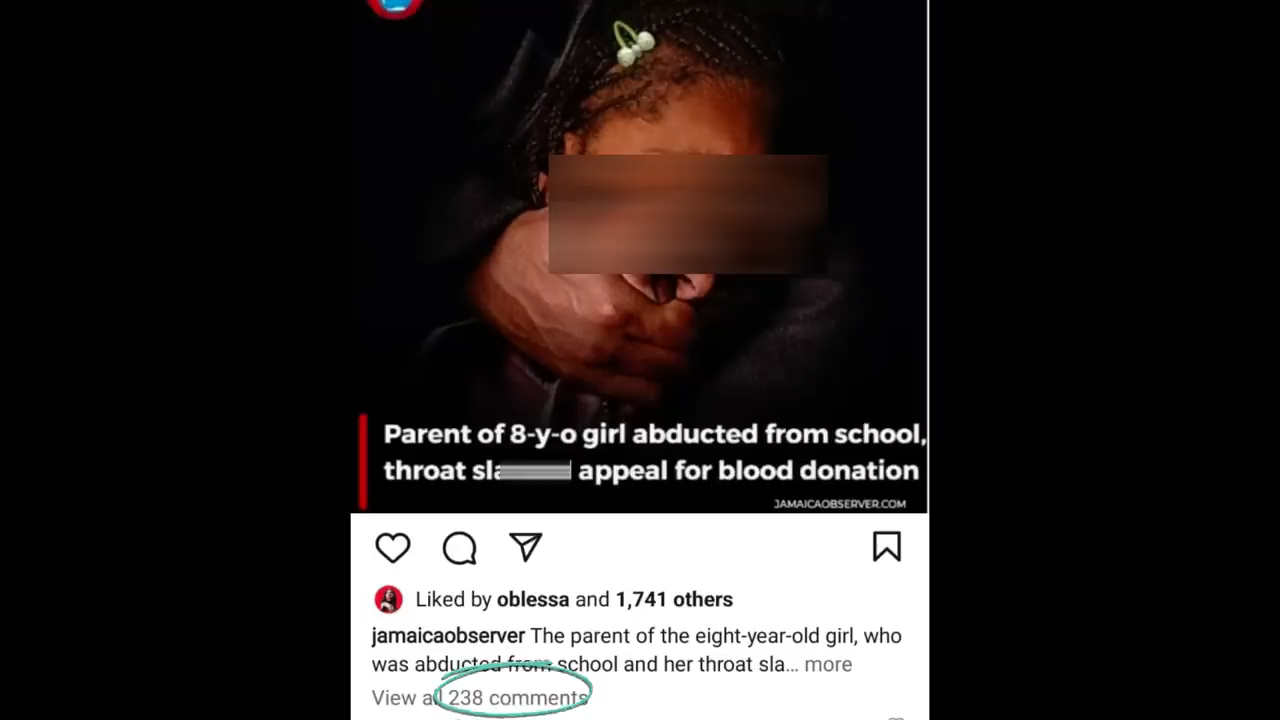 Parent of 8-y-o girl abducted from school,
throat sla appeal for blood donation
JAMAICAOBSERVER.COM
Liked by oblessa and 1,741 others
jamaicaobserver The parent of the eight-year-old girl, who
was abducted from school and her throat sla... more
View all 238 comments